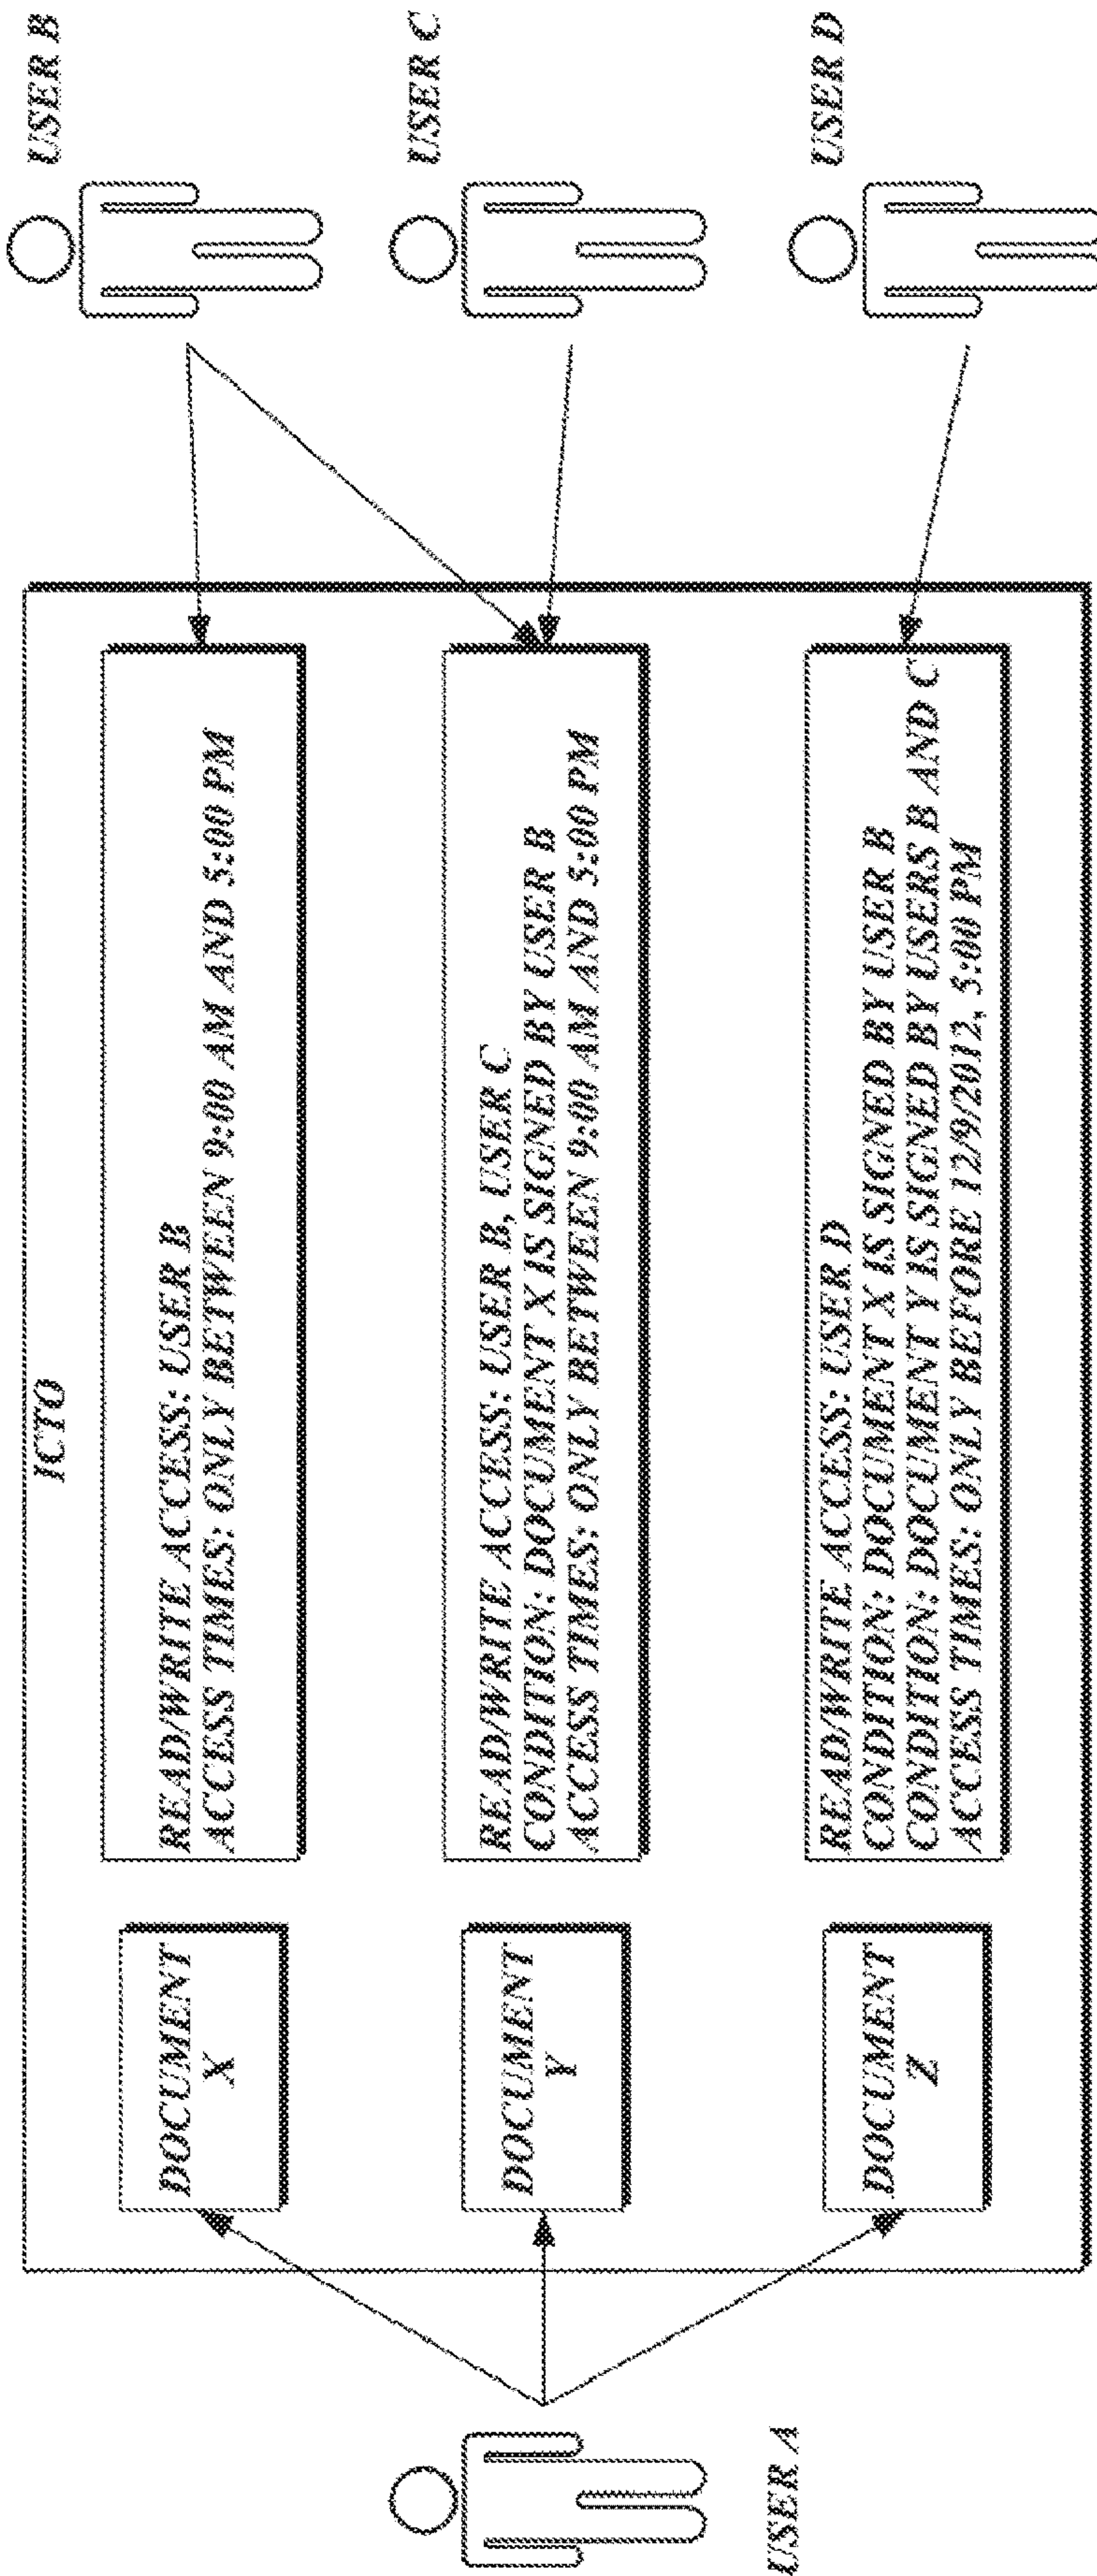 ICTO
USER A
DOCUMENT
X
READ/WRITE ACCESS: USER B
ACCESS TIMES: ONLY BETWEEN 9:00 AM AND 5:00 PM
USER B
DOCUMENT
Y
READ/WRITE ACCESS: USER B, USER C
CONDITION: DOCUMENT X IS SIGNED BY USER B
ACCESS TIMES: ONLY BETWEEN 9:00 AM AND 5:00 PM
USER C
DOCUMENT
Z
READ/WRITE ACCESS: USER D
CONDITION: DOCUMENT X IS SIGNED BY USER B
CONDITION: DOCUMENT Y IS SIGNED BY USERS B AND C
ACCESS TIMES: ONLY BEFORE 12/9/2012, 5:00 PM
USER D